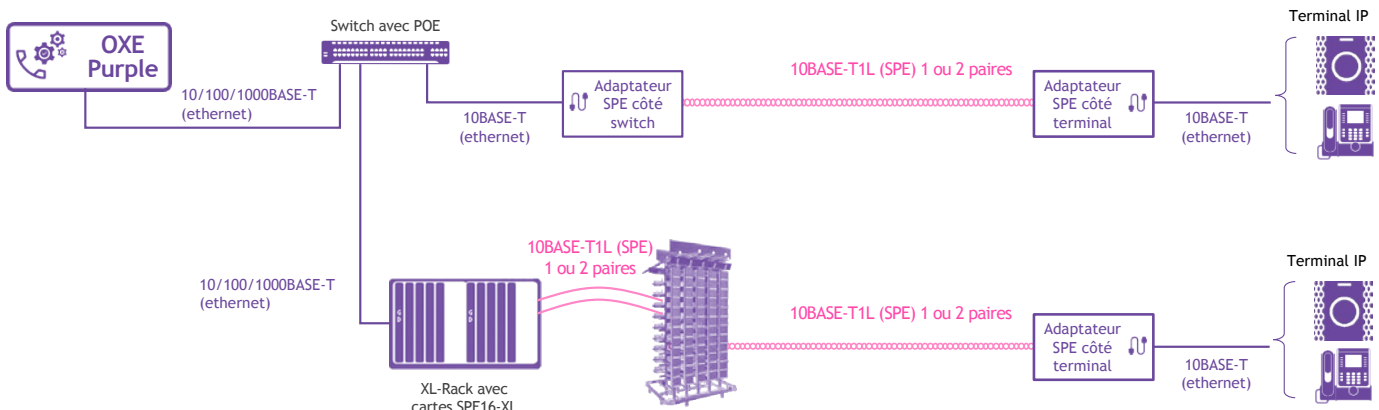 OXE
Purple
Switch avec POE
Terminal IP
10/100/1000BASE-T
(ethernet)
10BASE-T
(ethernet)
Adaptateur
SPE côté
switch
10BASE-T1L (SPE) 1 ou 2 paires
Adaptateur
SPE côté
terminal
10BASE-T
(ethernet)
10/100/1000BASE-T
(ethernet)
10BASE-T1L (SPE)
1 ou 2 paires
10BASE-T1L (SPE) 1 ou 2 paires
Adaptateur
SPE côté
terminal
10BASE-T
(ethernet)
Terminal IP
XL-Rack avec
cartes SPE16-XL